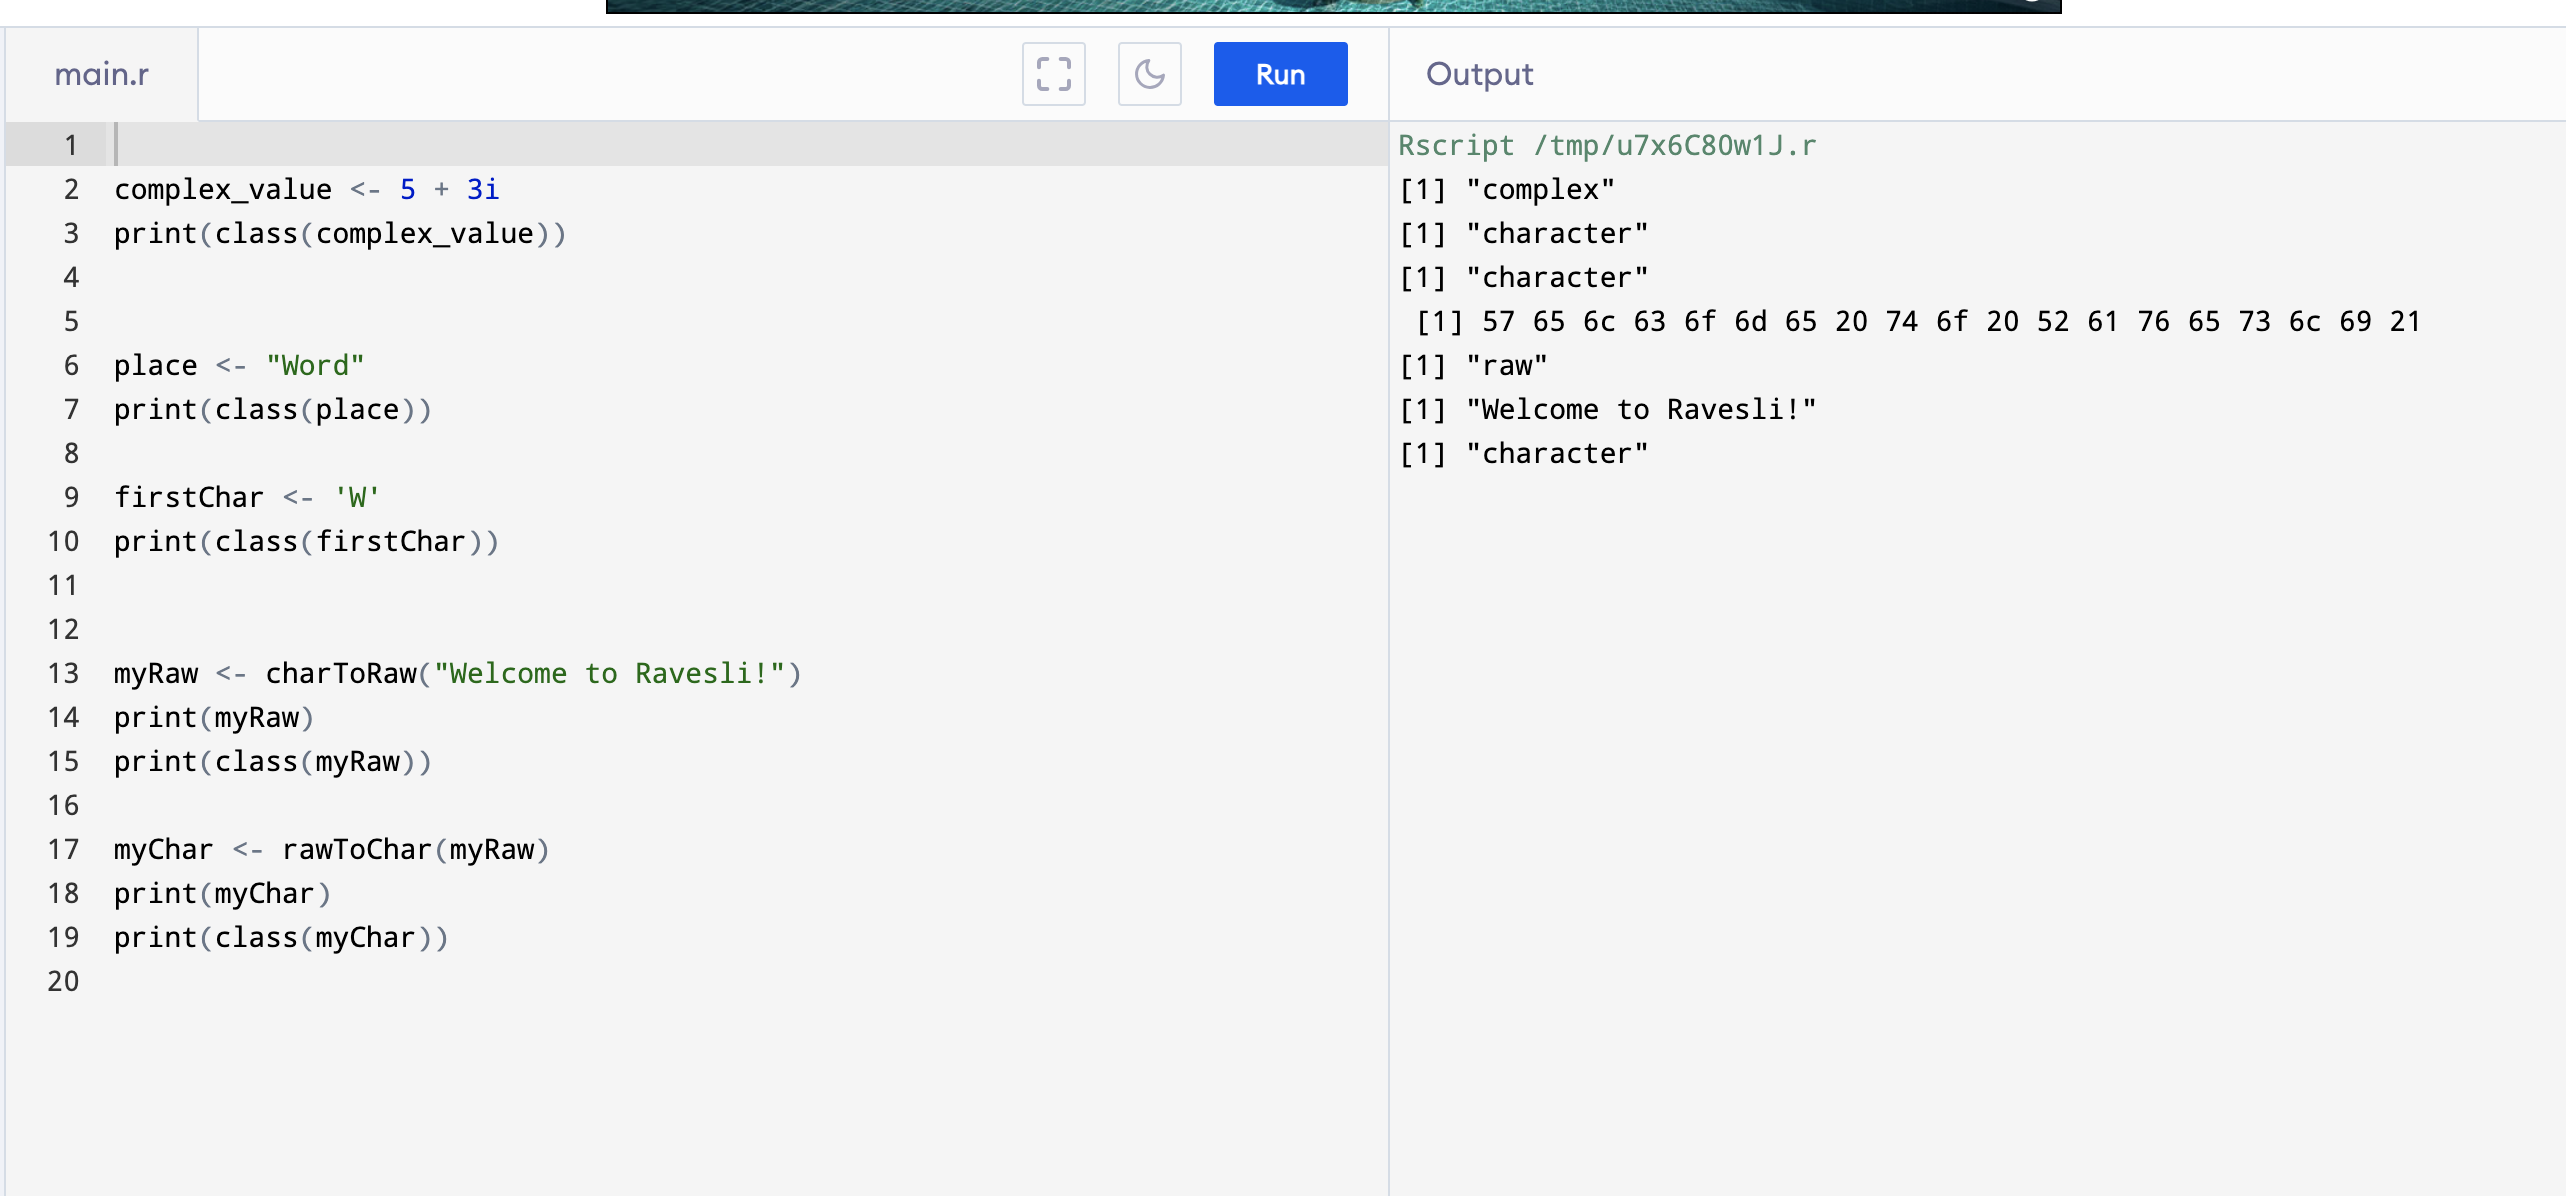 main.r
Run
Output
1
2 complex_value <- 5 + 3i
3 print(class(complex_value))
4
5
6 place <- "Word"
7 print(class(place))
8
9 firstChar <- 'W'
10 print(class(firstChar))
11
12
13 myRaw <- charToRaw("Welcome to Ravesli!")
14 print(myRaw)
15 print(class(myRaw))
16
17 myChar <- rawToChar(myRaw)
18 print(myChar)
19 print(class(myChar))
20
Rscript /tmp/u7x6C80w1J.r
[1] "complex"
[1] "character"
[1] "character"
[1] 57 65 6c 63 6f 6d 65 20 74 6f 20 52 61 76 65 73 6c 69 21
[1] "raw"
[1] "Welcome to Ravesli!"
[1] "character"